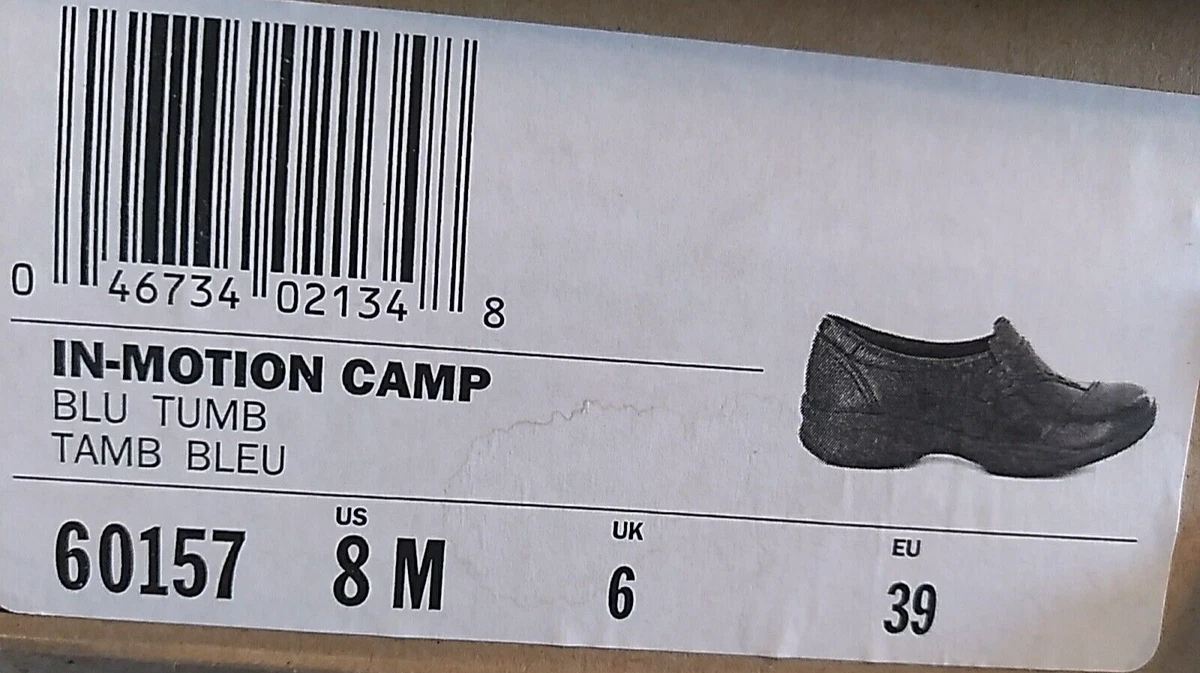 0 46734 02134 8
IN-MOTION CAMP
BLU TUMB
TAMB BLEU
US UK EU
60157 8 M 6 39